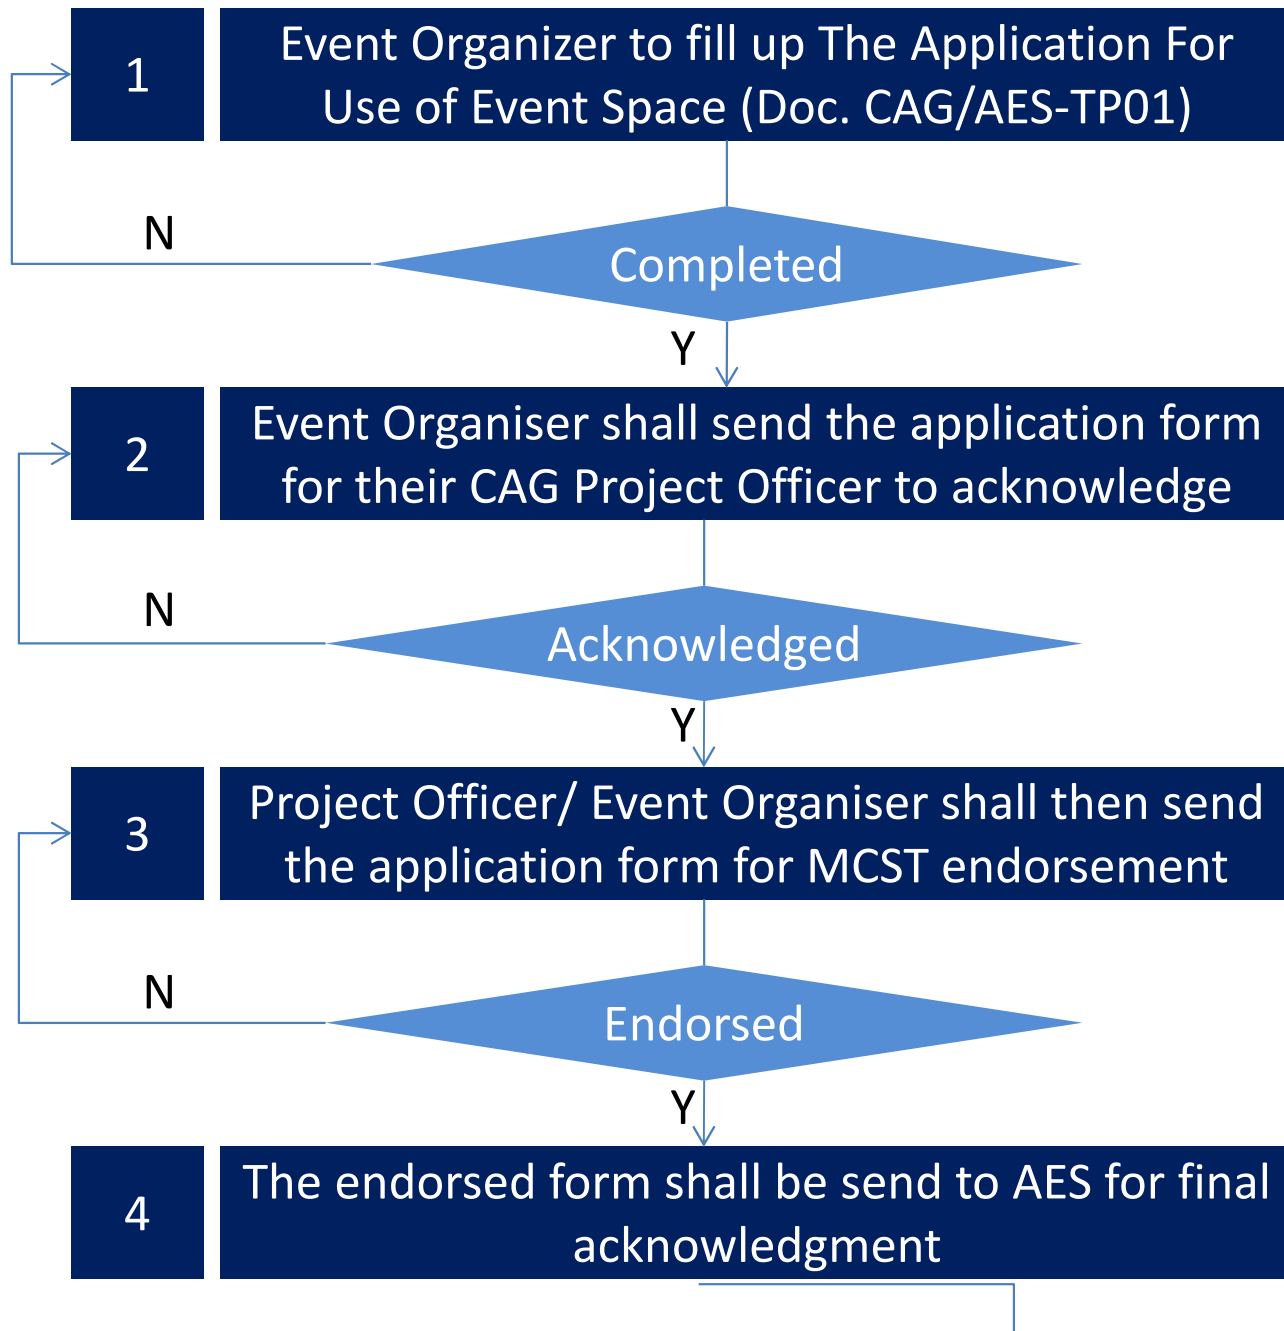 1
Event Organizer to fill up The Application For
Use of Event Space (Doc. CAG/AES-TP01)
N
Completed
Y
2
Event Organiser shall send the application form
for their CAG Project Officer to acknowledge
N
Acknowledged
Y
3
Project Officer/ Event Organiser shall then send
the application form for MCST endorsement
N
Endorsed
Y
4
The endorsed form shall be send to AES for final
acknowledgment